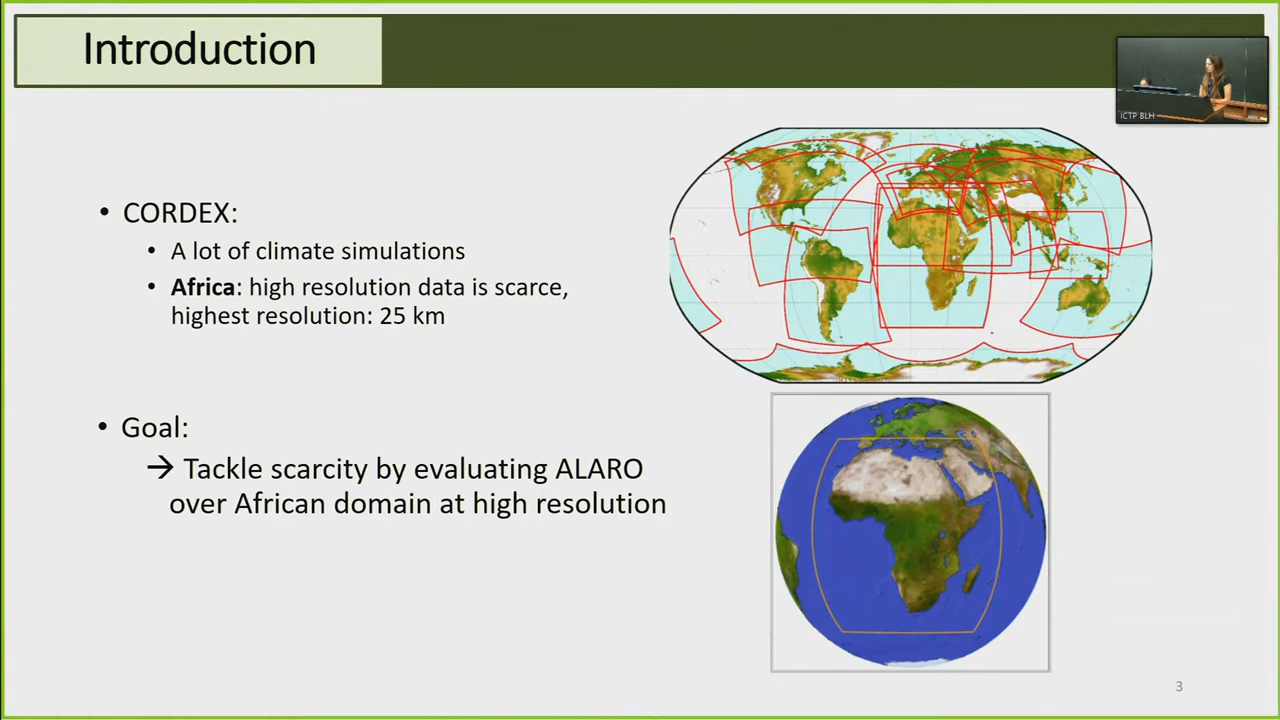 Introduction
ICTP BLH
• CORDEX:
• A lot of climate simulations
• Africa: high resolution data is scarce,
highest resolution: 25 km
• Goal:
→ Tackle scarcity by evaluating ALARO
over African domain at high resolution
3